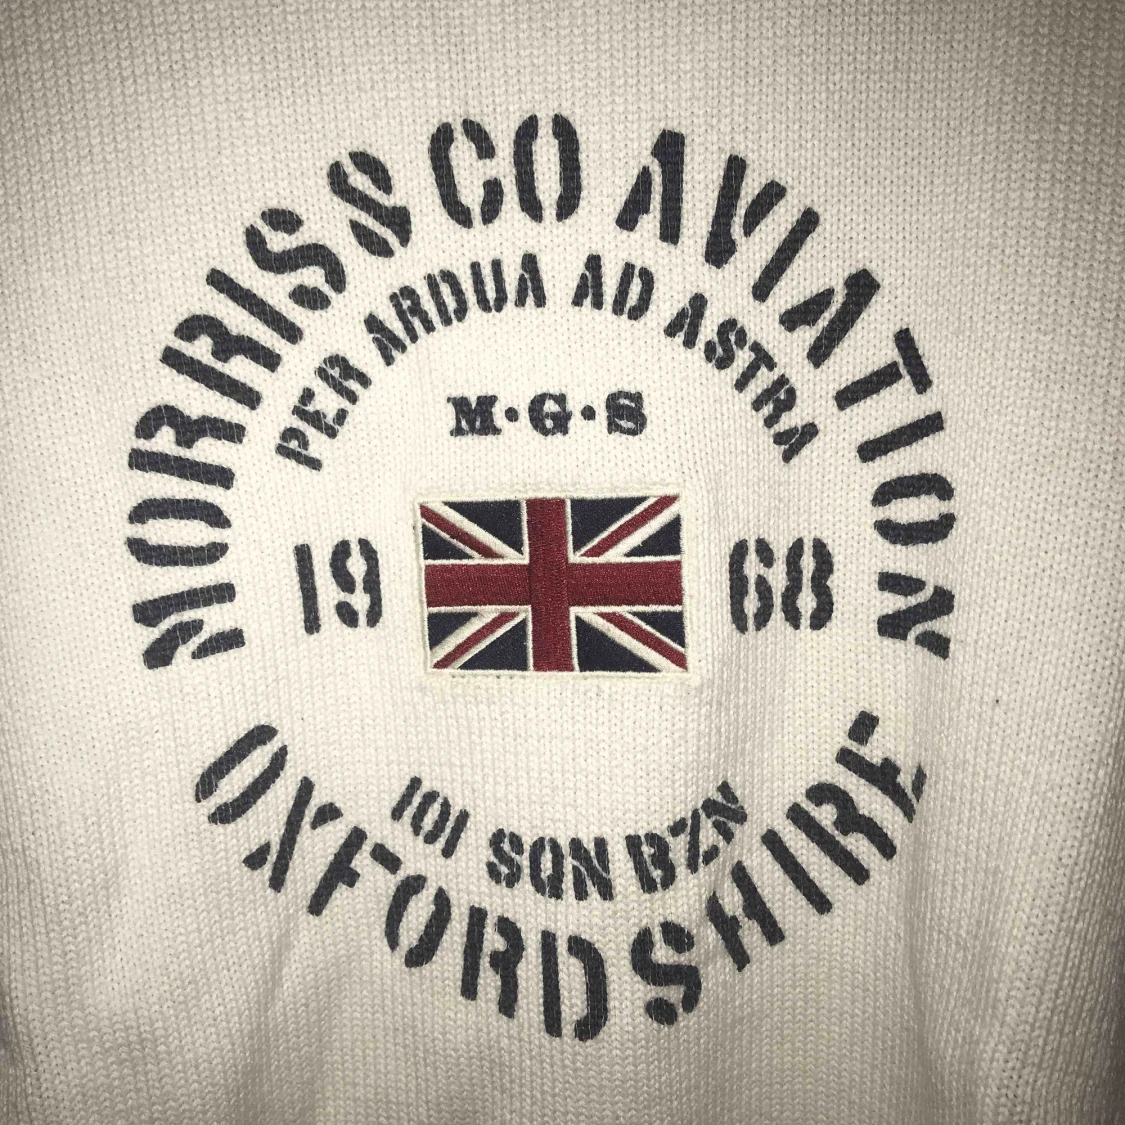 MORRIS & CO AVIATION
PER ARDUA AD ASTRA
M·G·S
19 68
101 SQN BZN
OXFORDSHIRE